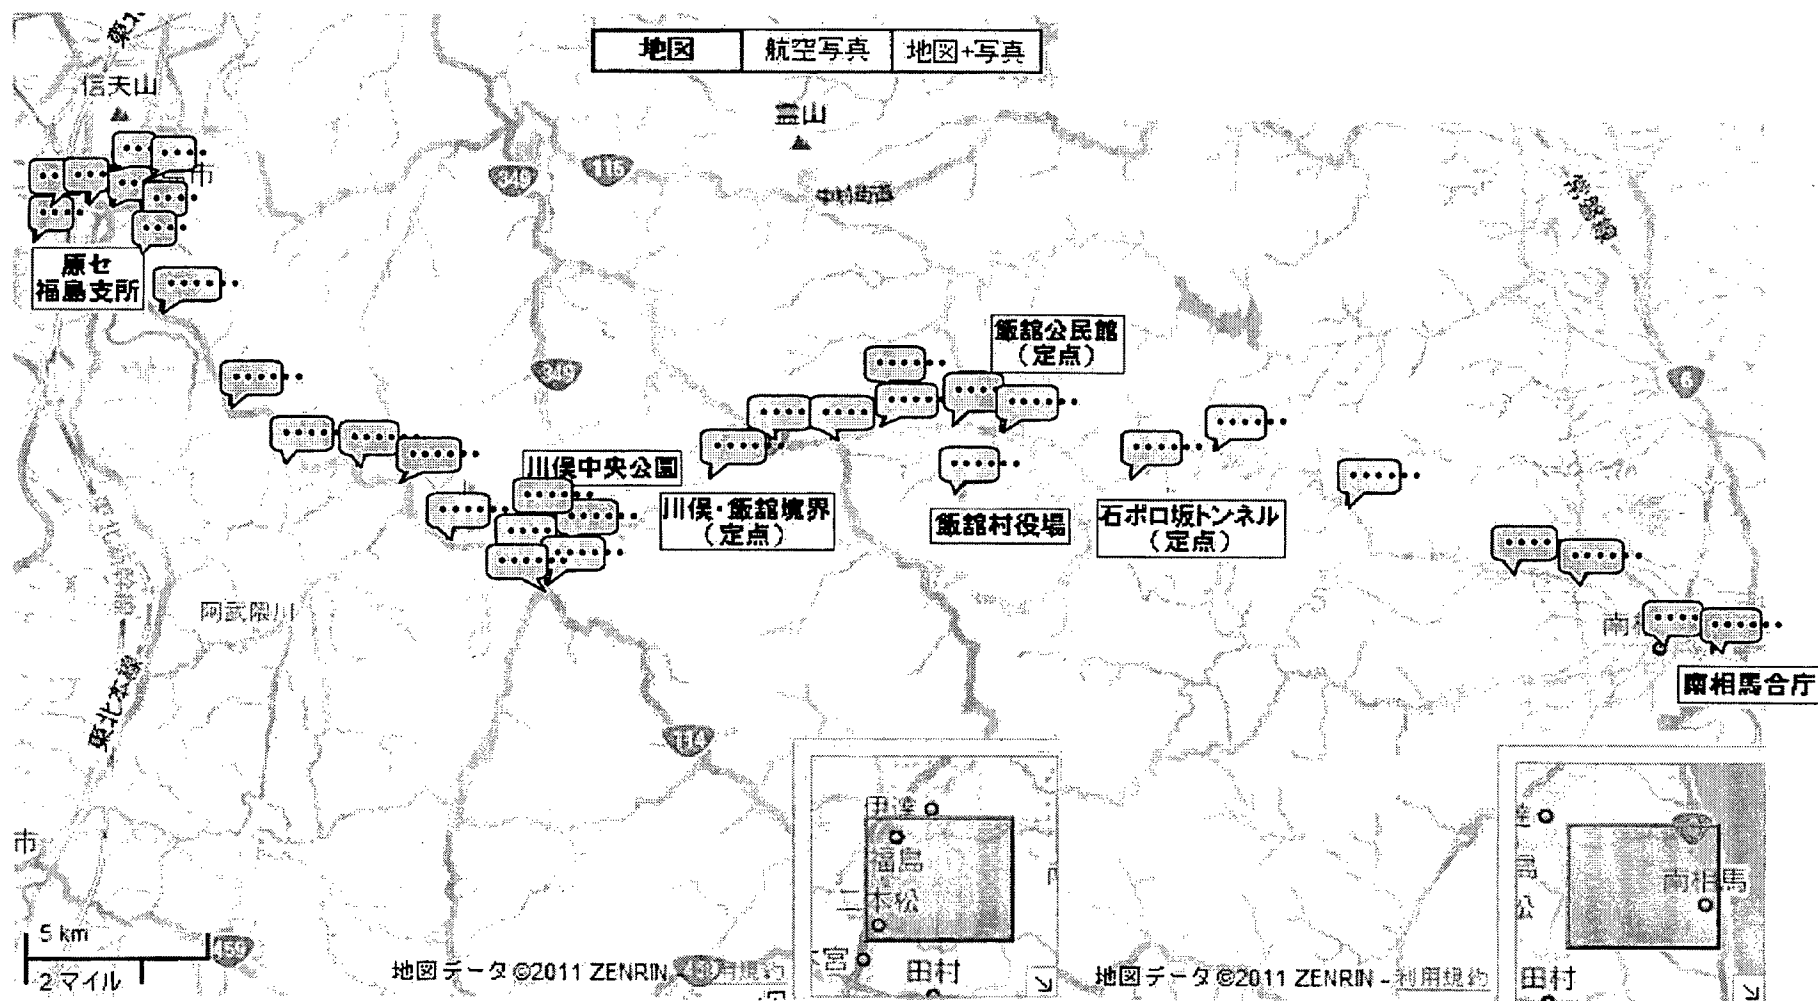 地図 航空写真 地図+写真
信夫山
霊山
349
115
中村街道
常磐線
市
原セ
福島支所
飯舘公民館
(定点)
349
6
川俣中央公園
川俣・飯舘境界
(定点)
飯舘村役場
石ポロ坂トンネル
(定点)
阿武隈川
南相馬合庁
東北本線
114
伊達
福島
二本松
南相馬
市
5 km
2 マイル
459
地図データ ©2011 ZENRIN - 利用規約
田村
地図データ ©2011 ZENRIN - 利用規約
田村